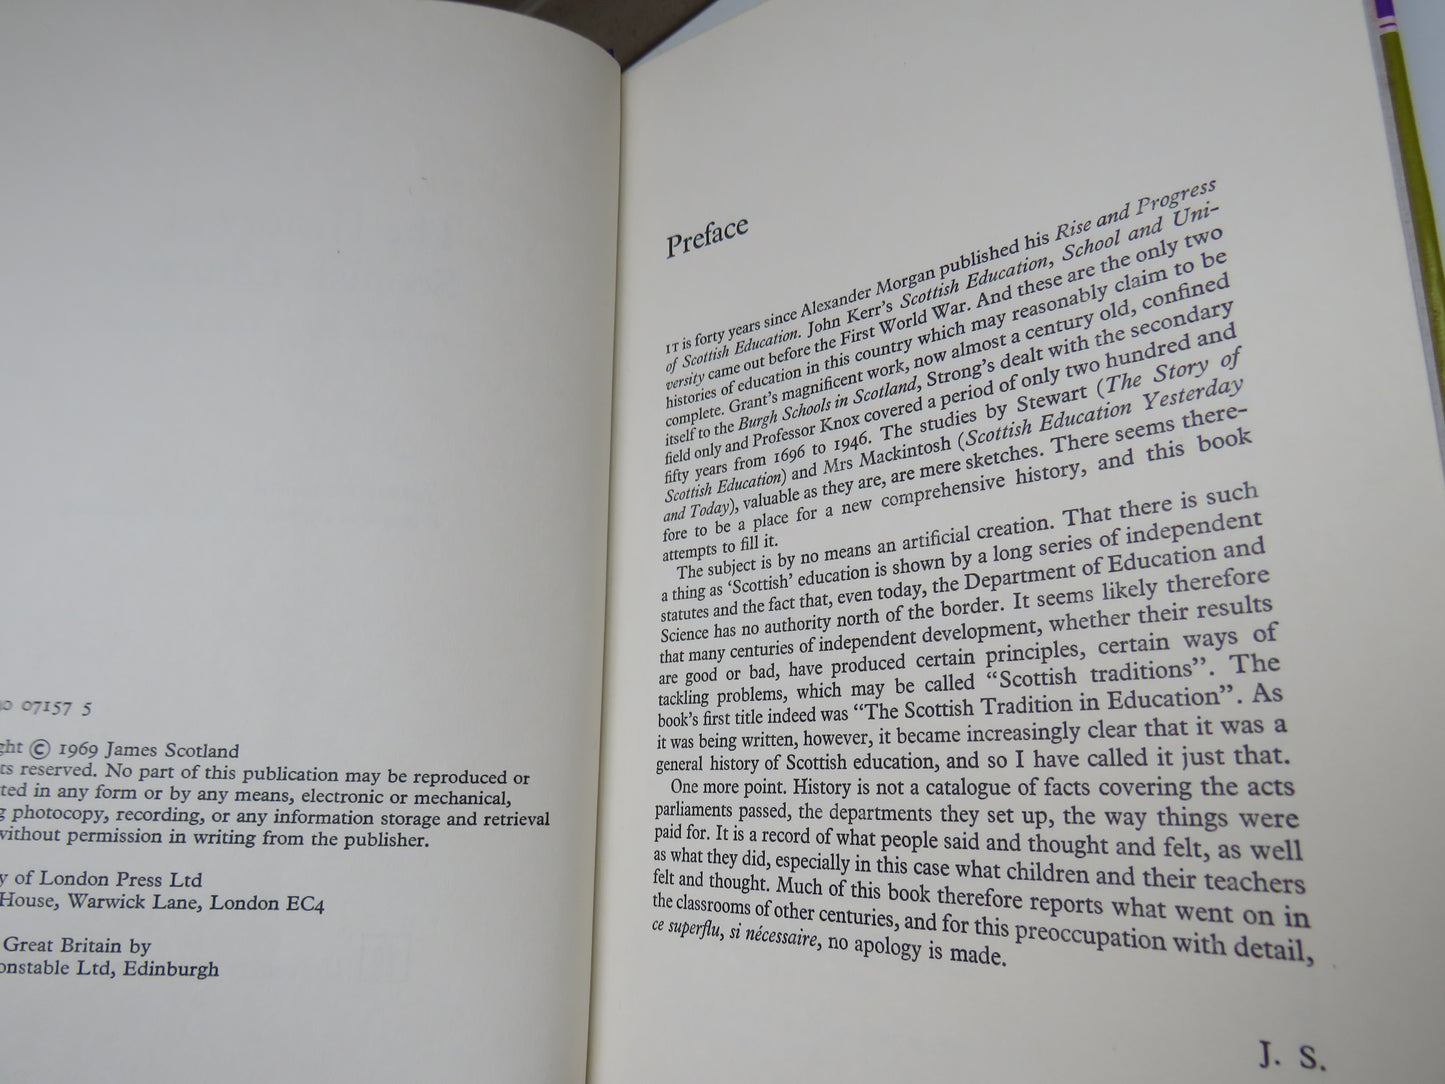 07157 5
© 1969 James Scotland
reserved. No part of this publication may be reproduced or
in any form or by any means, electronic or mechanical,
photocopy, recording, or any information storage and retrieval
without permission in writing from the publisher.
of London Press Ltd
House, Warwick Lane, London EC4
Great Britain by
Ltd, Edinburgh
Preface
IT is forty years since Alexander Morgan published his Rise and Progress
of Scottish Education. John Kerr's Scottish Education, School and Uni-
versity came out before the First World War. And these are the only two
histories of education in this country which may reasonably claim to be
complete. Grant's magnificent work, now almost a century old, confined
itself to the Burgh Schools in Scotland, Strong's dealt with the secondary
field only and Professor Knox covered a period of only two hundred and
fifty years from 1696 to 1946. The studies by Stewart (The Story of
Scottish Education) and Mrs Mackintosh (Scottish Education Yesterday
and Today), valuable as they are, are mere sketches. There seems there-
fore to be a place for a new comprehensive history, and this book
attempts to fill it.
The subject is by no means an artificial creation. That there is such
a thing as 'Scottish' education is shown by a long series of independent
statutes and the fact that, even today, the Department of Education and
Science has no authority north of the border. It seems likely therefore
that many centuries of independent development, whether their results
are good or bad, have produced certain principles, certain ways of
tackling problems, which may be called "Scottish traditions". The
book's first title indeed was "The Scottish Tradition in Education". As
it was being written, however, it became increasingly clear that it was a
general history of Scottish education, and so I have called it just that.
One more point. History is not a catalogue of facts covering the acts
parliaments passed, the departments they set up, the way things were
paid for. It is a record of what people said and thought and felt, as well
as what they did, especially in this case what children and their teachers
felt and thought. Much of this book therefore reports what went on in
the classrooms of other centuries, and for this preoccupation with detail,
ce superflu, si nécessaire, no apology is made.
J. S.